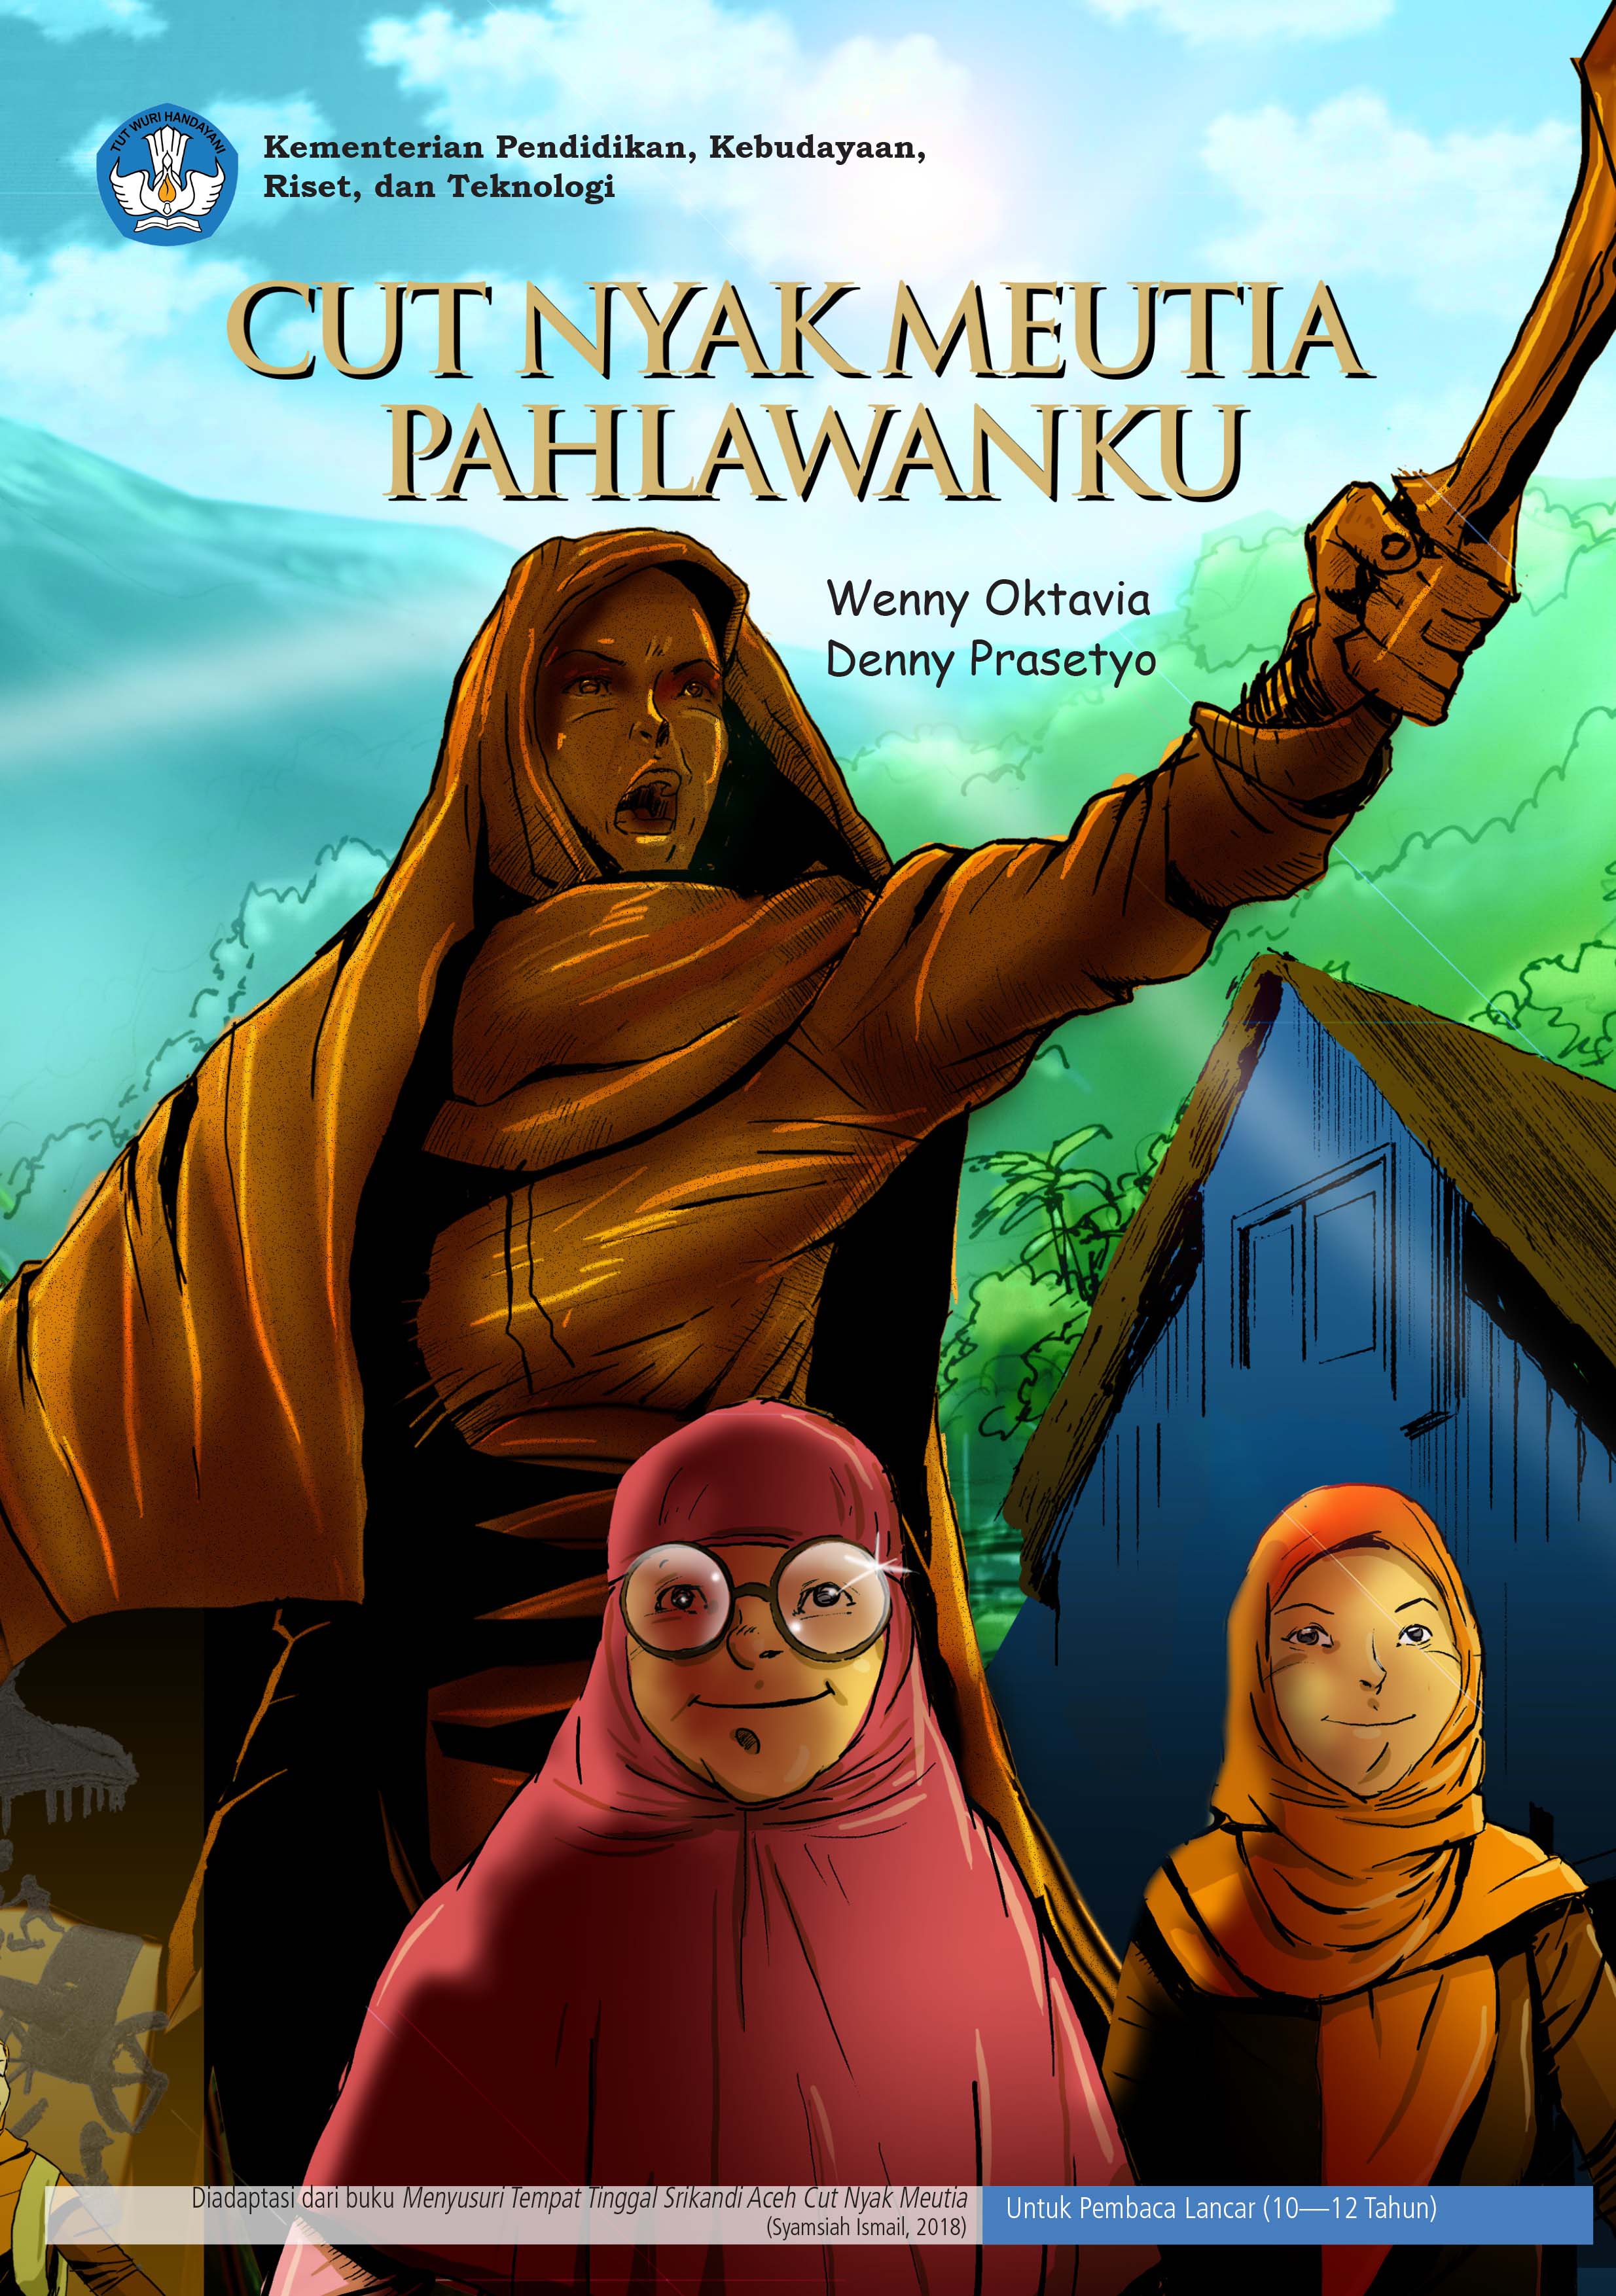 TUT WURI HANDAYANI
Kementerian Pendidikan, Kebudayaan,
Riset, dan Teknologi
CUT NYAK MEUTIA
PAHLAWANKU
Wenny Oktavia
Denny Prasetyo
Diadaptasi dari buku Menyusuri Tempat Tinggal Srikandi Aceh Cut Nyak Meutia
(Syamsiah Ismail, 2018)
Untuk Pembaca Lancar (10—12 Tahun)